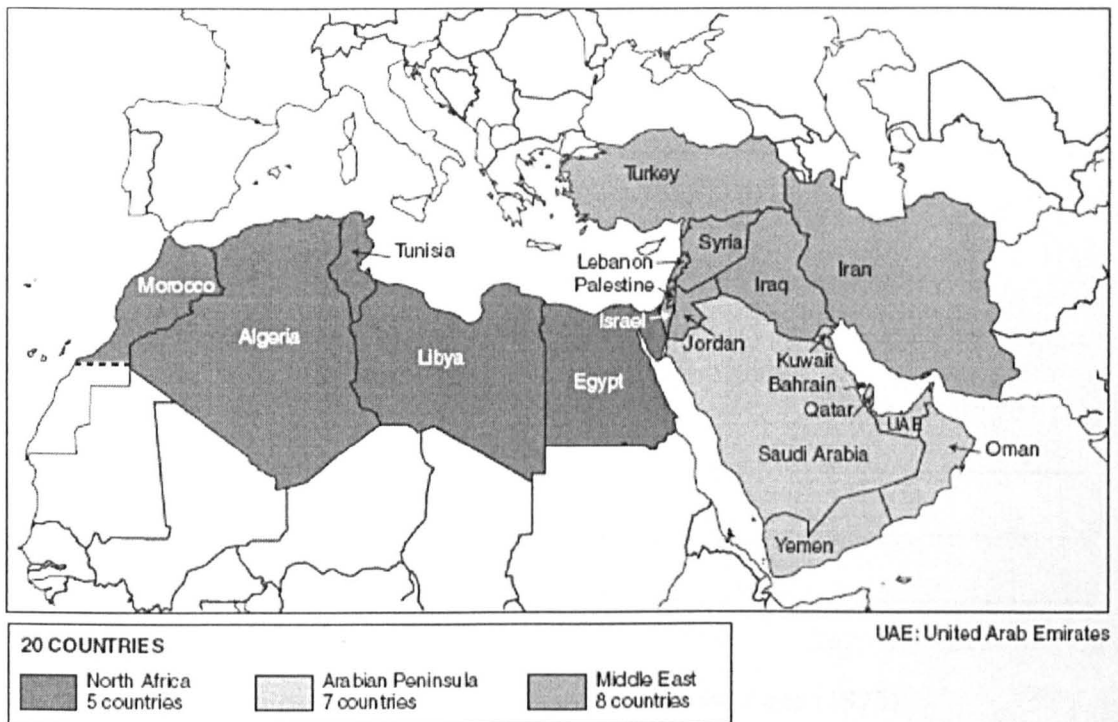 Turkey
Tunisia
Syria
Lebanon
Palestine
Iraq
Iran
Morocco
Israel
Algeria
Jordan
Libya
Kuwait
Egypt
Bahrain
Qatar
UAE
Saudi Arabia
Oman
Yemen
UAE: United Arab Emirates
20 COUNTRIES
North Africa
5 countries
Arabian Peninsula
7 countries
Middle East
8 countries